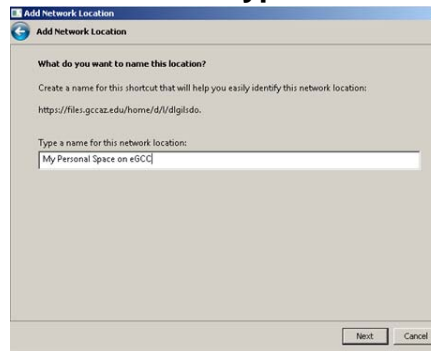 Add Network Location
Add Network Location
What do you want to name this location?
Create a name for this shortcut that will help you easily identify this network location:
https://files.gccaz.edu/home/d/l/dlgilsdo.
Type a name for this network location:
My Personal Space on eGCC
Next Cancel